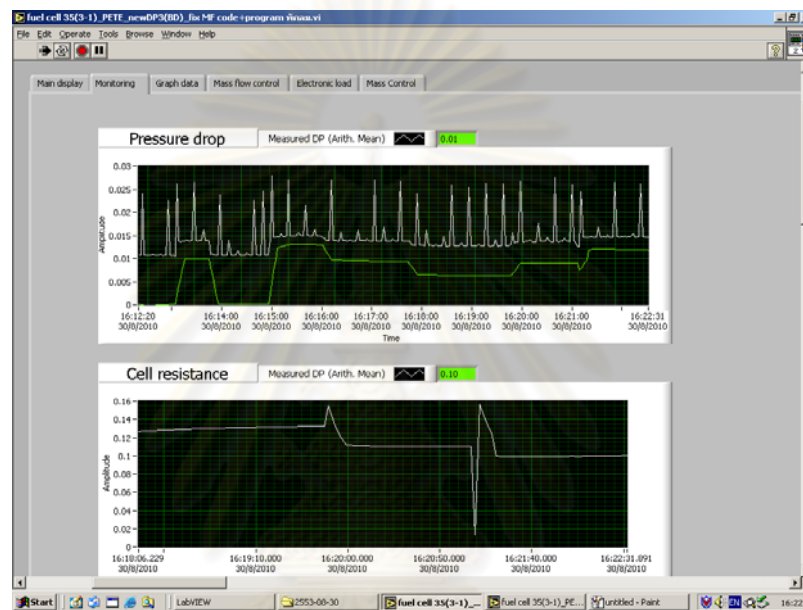 fuel cell 35(3-1)_PETE_newDP3(BD)_fix MF code+program ทีทผม.vi
File Edit Operate Tools Browse Window Help
Main display Monitoring Graph data Mass flow control Electronic load Mass Control
Pressure drop
Measured DP (Arith. Mean)
0.01
0.03
0.025
0.02
0.015
0.01
0.005
0
Amplitude
16:12:20 16:14:00 16:15:00 16:16:00 16:17:00 16:18:00 16:19:00 16:20:00 16:21:00 16:22:31
30/8/2010 30/8/2010 30/8/2010 30/8/2010 30/8/2010 30/8/2010 30/8/2010 30/8/2010 30/8/2010 30/8/2010
Time
Cell resistance
Measured DP (Arith. Mean)
0.10
0.16
0.14
0.12
0.1
0.08
0.06
0.04
0.02
0
Amplitude
16:18:06.229 16:19:10.000 16:20:00.000 16:20:50.000 16:21:40.000 16:22:31.891
30/8/2010 30/8/2010 30/8/2010 30/8/2010 30/8/2010 30/8/2010
Start LabVIEW 2553-08-30 fuel cell 35(3-1)_... fuel cell 35(3-1)_PE... untitled - Paint EN 16:22